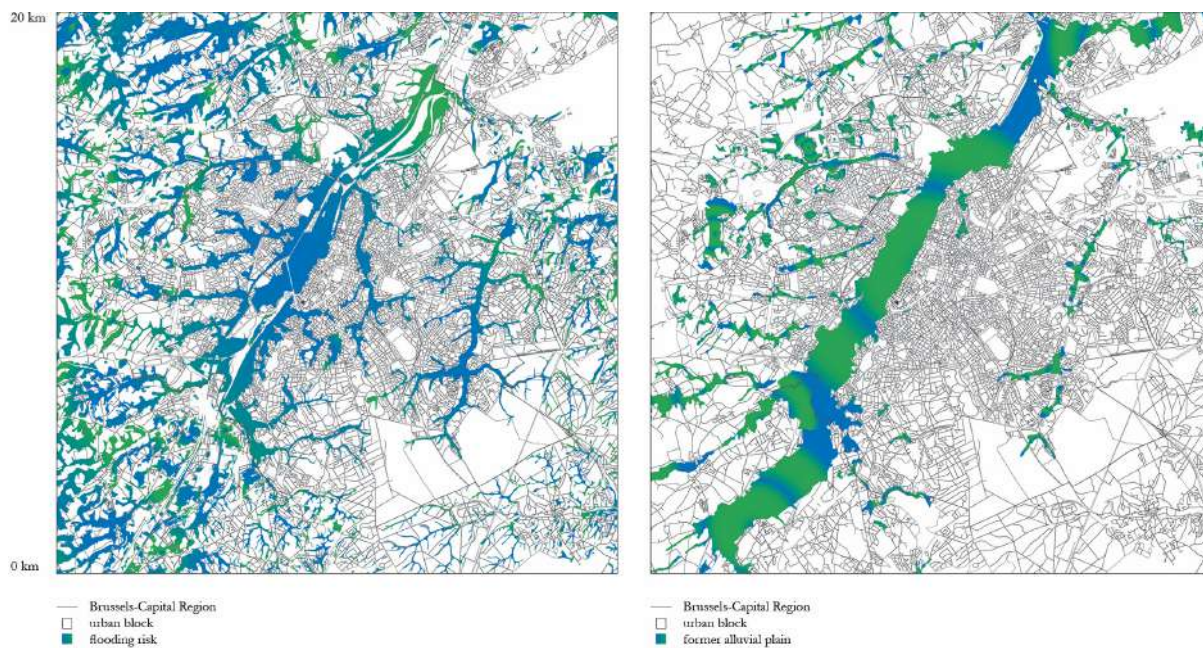 20 km
0 km
Brussels-Capital Region
urban block
flooding risk
Brussels-Capital Region
urban block
former alluvial plain